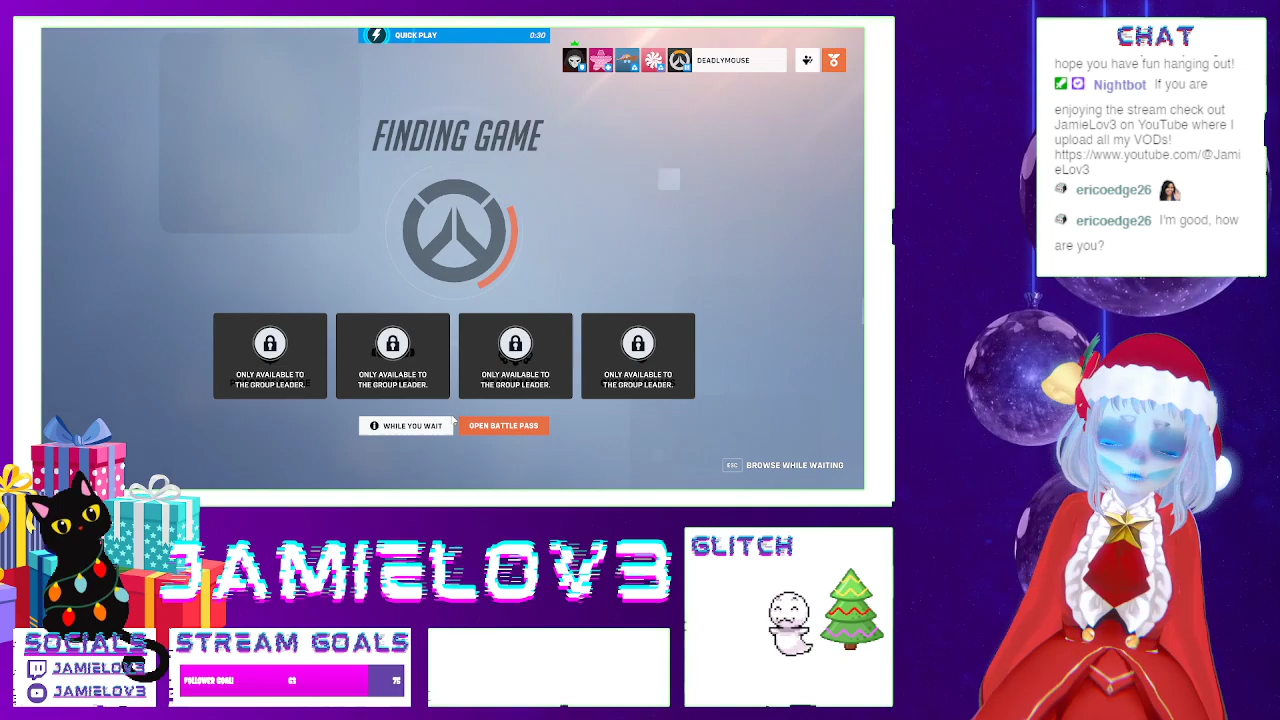 QUICK PLAY 0:30
DEADLYMOUSE
FINDING GAME
ONLY AVAILABLE TO
THE GROUP LEADER.
ONLY AVAILABLE TO
THE GROUP LEADER.
ONLY AVAILABLE TO
THE GROUP LEADER.
ONLY AVAILABLE TO
THE GROUP LEADER.
WHILE YOU WAIT
OPEN BATTLE PASS
ESC BROWSE WHILE WAITING
CHAT
hope you have fun hanging out!
Nightbot If you are
enjoying the stream check out
JamieLov3 on YouTube where I
upload all my VODs!
https://www.youtube.com/@Jami
eLov3
ericoedge26
ericoedge26 I'm good, how
are you?
JAMIELOV3
GLITCH
SOCIALS
JAMIELOV3
JAMIELOV3
STREAM GOALS
FOLLOWER GOAL! 63 75